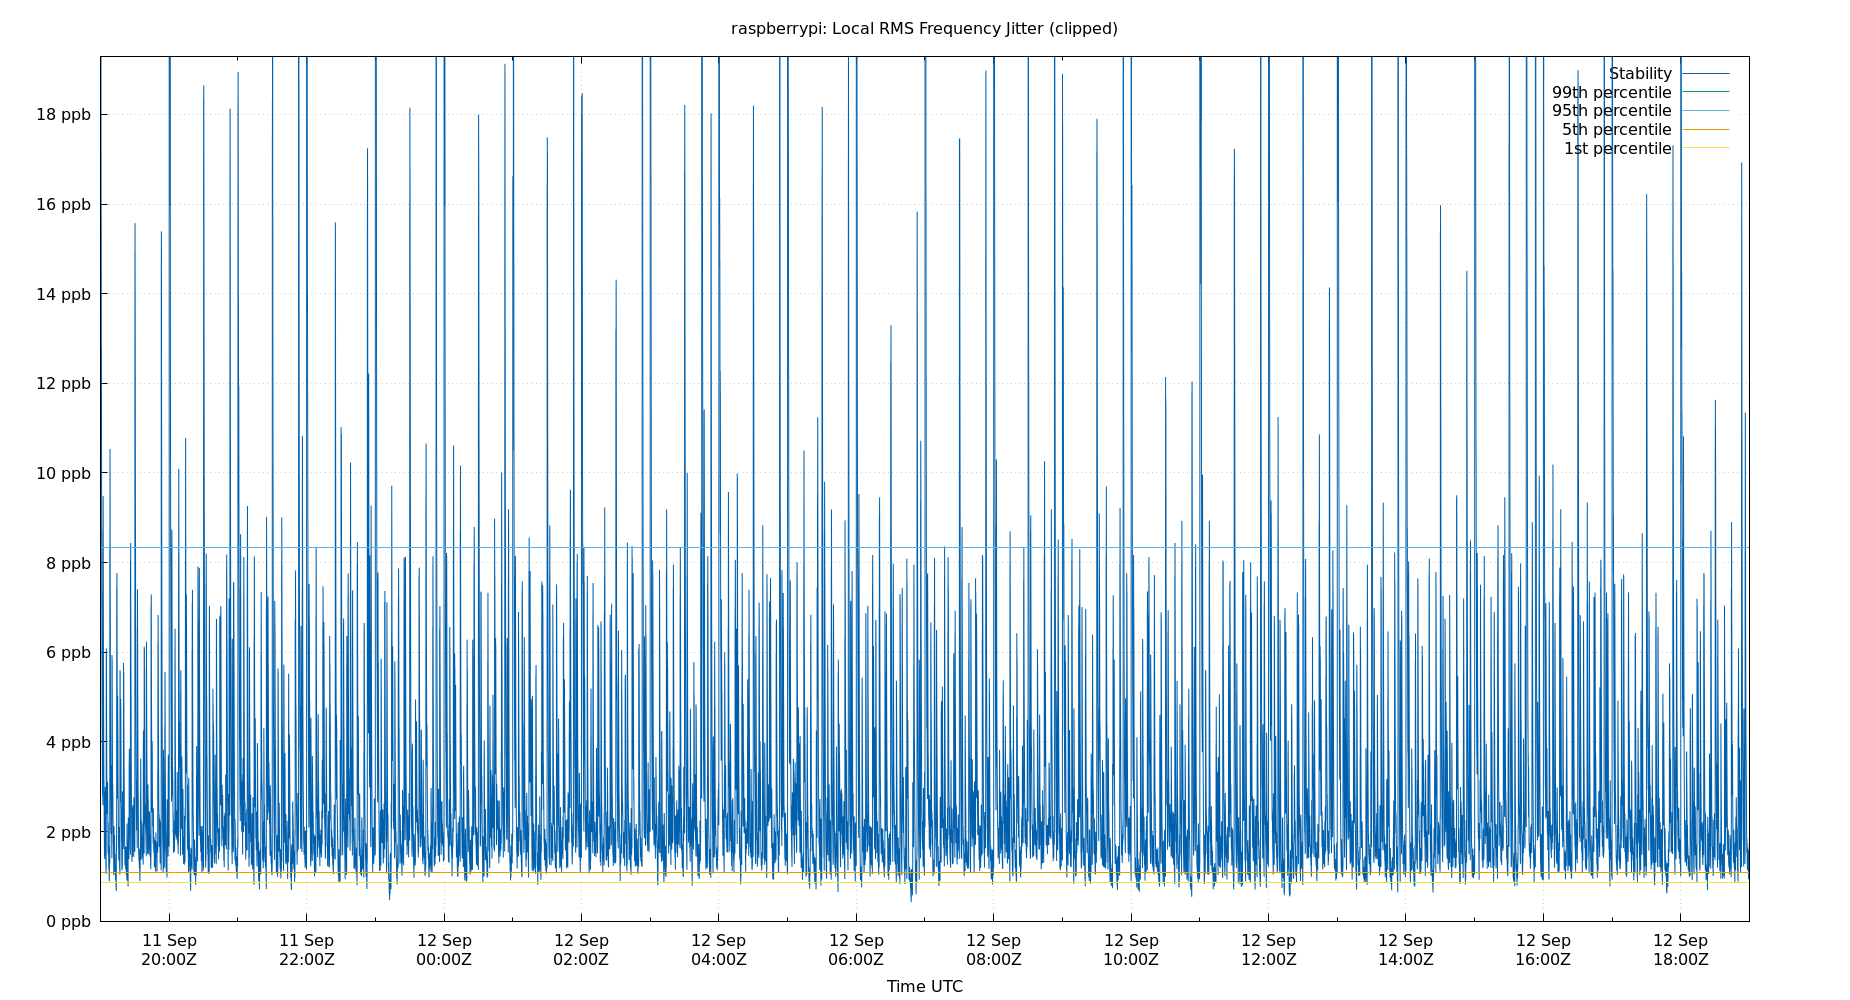 raspberrypi: Local RMS Frequency Jitter (clipped)
Stability
99th percentile
95th percentile
5th percentile
1st percentile
18 ppb
16 ppb
14 ppb
12 ppb
10 ppb
8 ppb
6 ppb
4 ppb
2 ppb
0 ppb
11 Sep 11 Sep 12 Sep 12 Sep 12 Sep 12 Sep 12 Sep 12 Sep 12 Sep 12 Sep 12 Sep 12 Sep
20:00Z 22:00Z 00:00Z 02:00Z 04:00Z 06:00Z 08:00Z 10:00Z 12:00Z 14:00Z 16:00Z 18:00Z
Time UTC